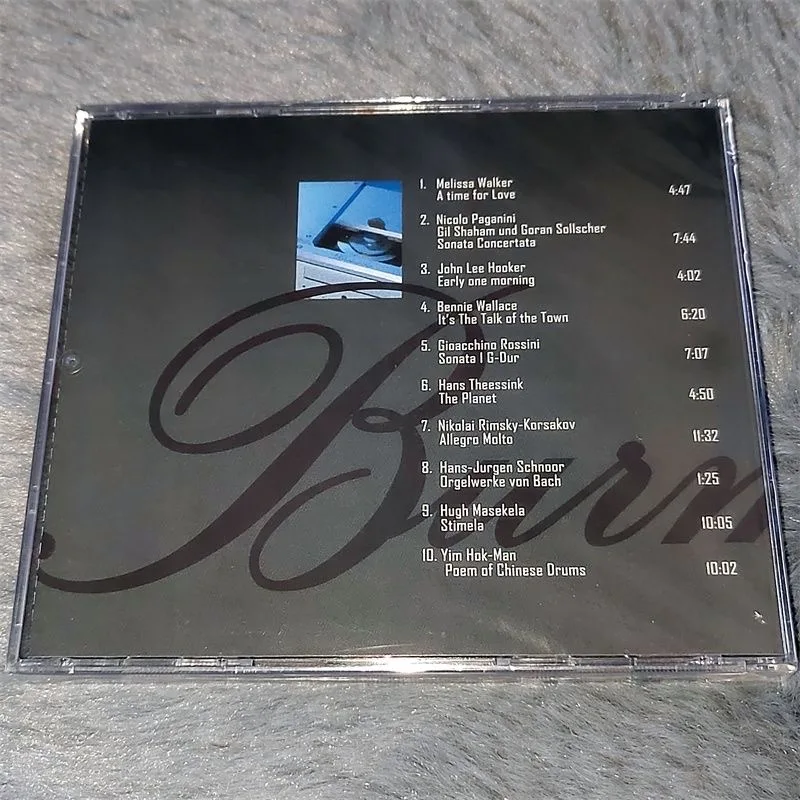 1. Melissa Walker
A time for Love 4:47
2. Nicolo Paganini
Gil Shaham und Goran Sollscher
Sonata Concertata 7:44
3. John Lee Hooker
Early one morning 4:02
4. Bennie Wallace
It's The Talk of the Town 6:20
5. Gioacchino Rossini
Sonata I G-Dur 7:07
6. Hans Theessink
The Planet 4:50
7. Nikolai Rimsky-Korsakov
Allegro Molto 11:32
8. Hans-Jurgen Schnoor
Orgelwerke von Bach 1:25
9. Hugh Masekela
Stimela 10:05
10. Yim Hok-Man
Poem of Chinese Drums 10:02
Burn